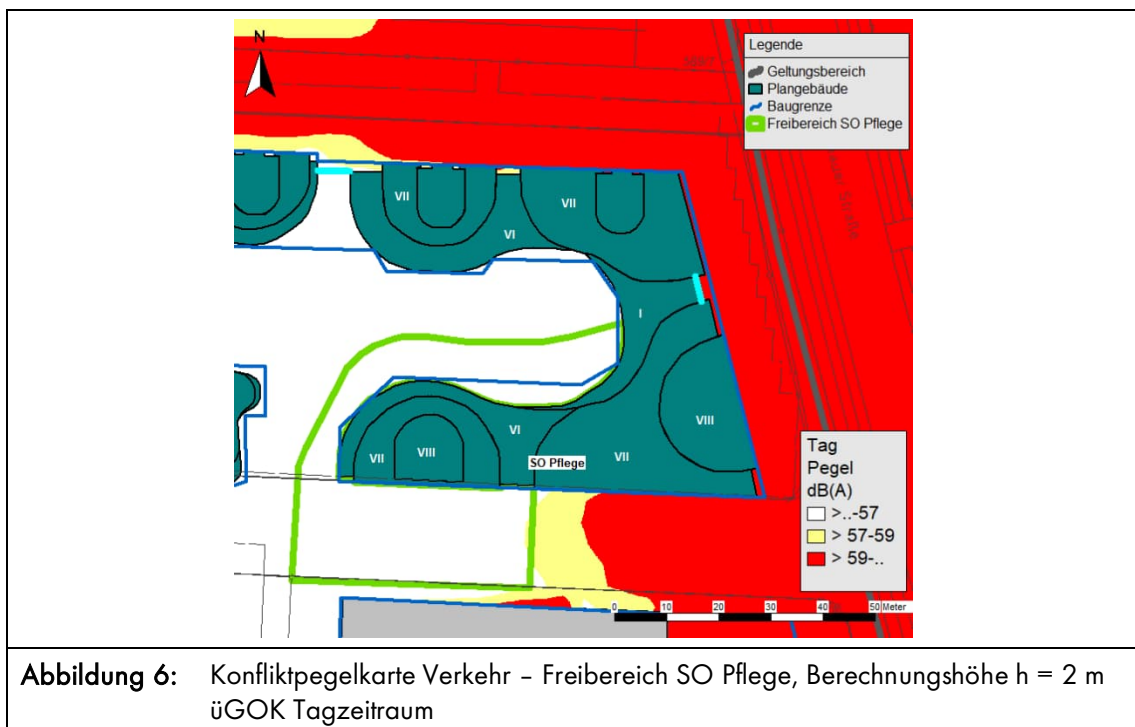 N
Legende
Geltungsbereich
Plangebäude
Baugrenze
Freibereich SO Pflege
Auer Straße
VII
VII
VI
I
VI
VIII
VII
VIII
VII
SO Pflege
Tag
Pegel
dB(A)
>..-57
> 57-59
> 59-..
0 10 20 30 40 50 Meter
Abbildung 6: Konfliktpegelkarte Verkehr – Freibereich SO Pflege, Berechnungshöhe h = 2 m
üGOK Tagzeitraum